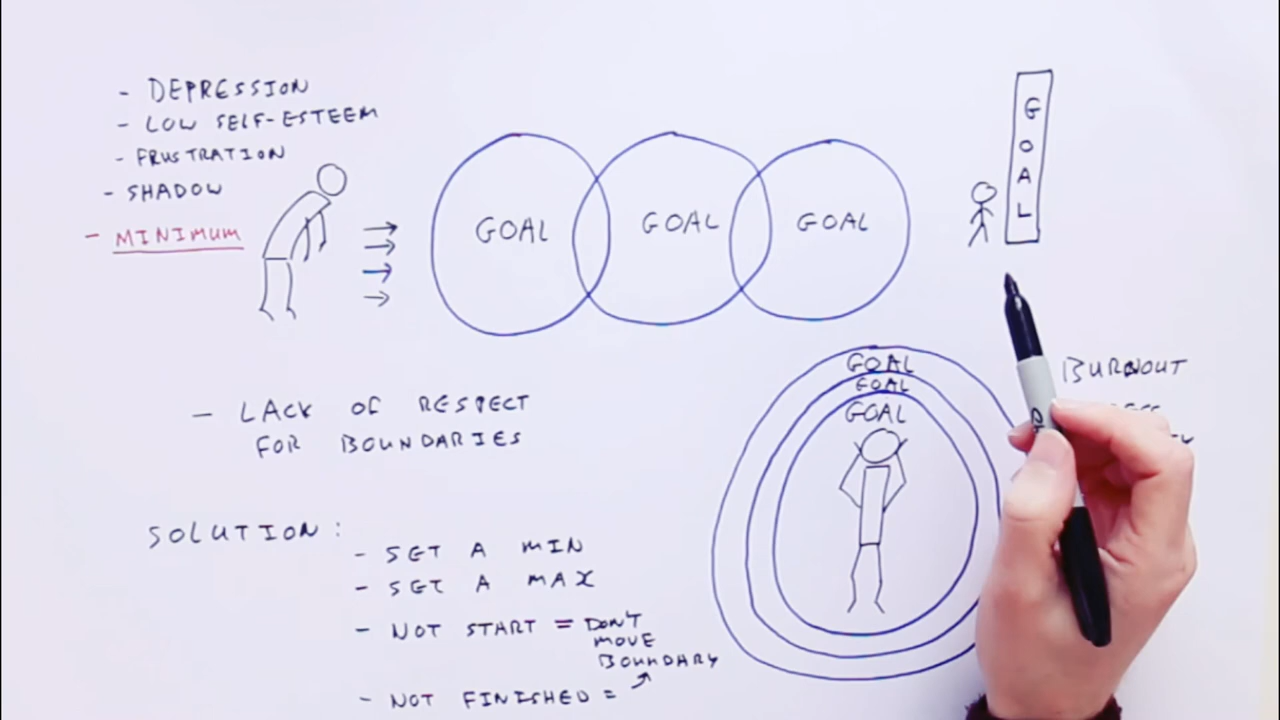 - DEPRESSION
- LOW SELF-ESTEEM
- FRUSTRATION
- SHADOW
- MINIMUM
GOAL
GOAL
GOAL
GOAL
- LACK OF RESPECT
FOR BOUNDARIES
GOAL
GOAL
GOAL
BURNOUT
SOLUTION:
- SET A MIN
- SET A MAX
- NOT START = DON'T
MOVE
BOUNDARY
- NOT FINISHED =